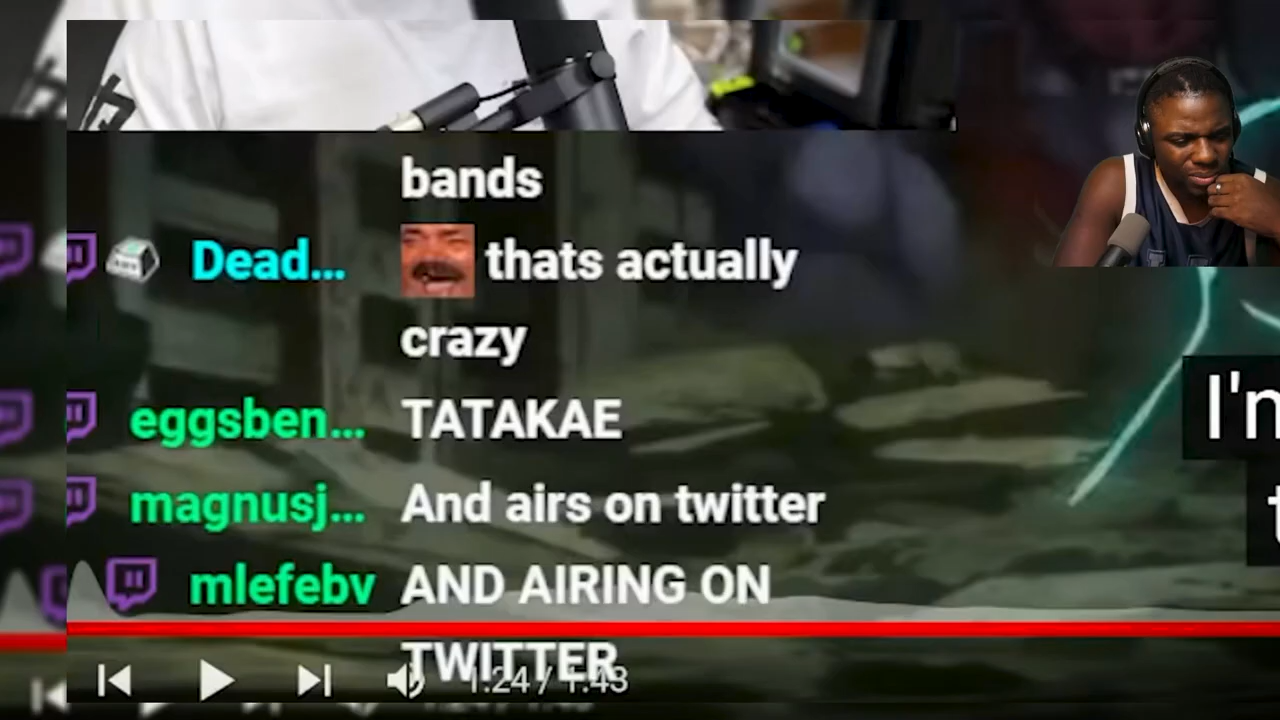 bands
Dead... thats actually
crazy
eggsben... TATAKAE
magnusj... And airs on twitter
mlefebv AND AIRING ON
TWITTER
1:24 / 1:43
I'm